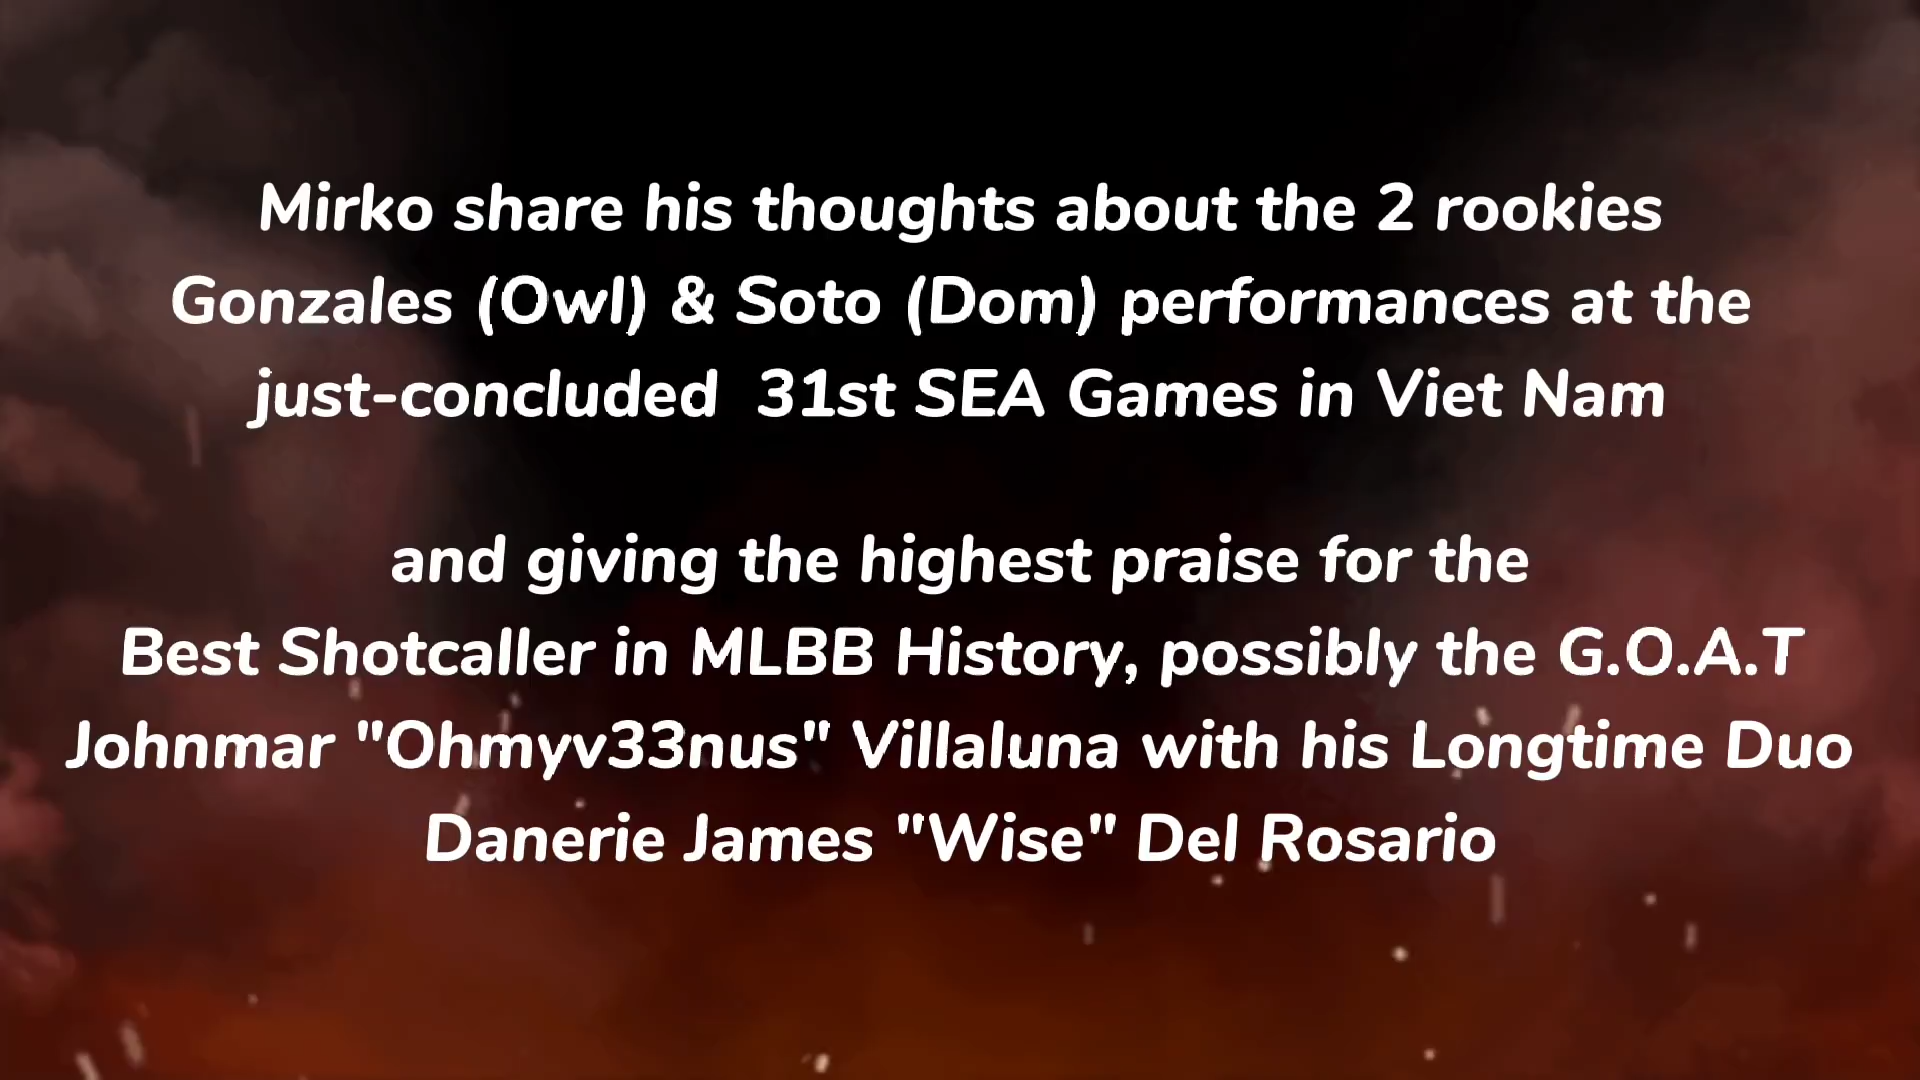 Mirko share his thoughts about the 2 rookies
Gonzales (Owl) & Soto (Dom) performances at the
just-concluded  31st SEA Games in Viet Nam
and giving the highest praise for the
Best Shotcaller in MLBB History, possibly the G.O.A.T
Johnmar "Ohmyv33nus" Villaluna with his Longtime Duo
Danerie James "Wise" Del Rosario